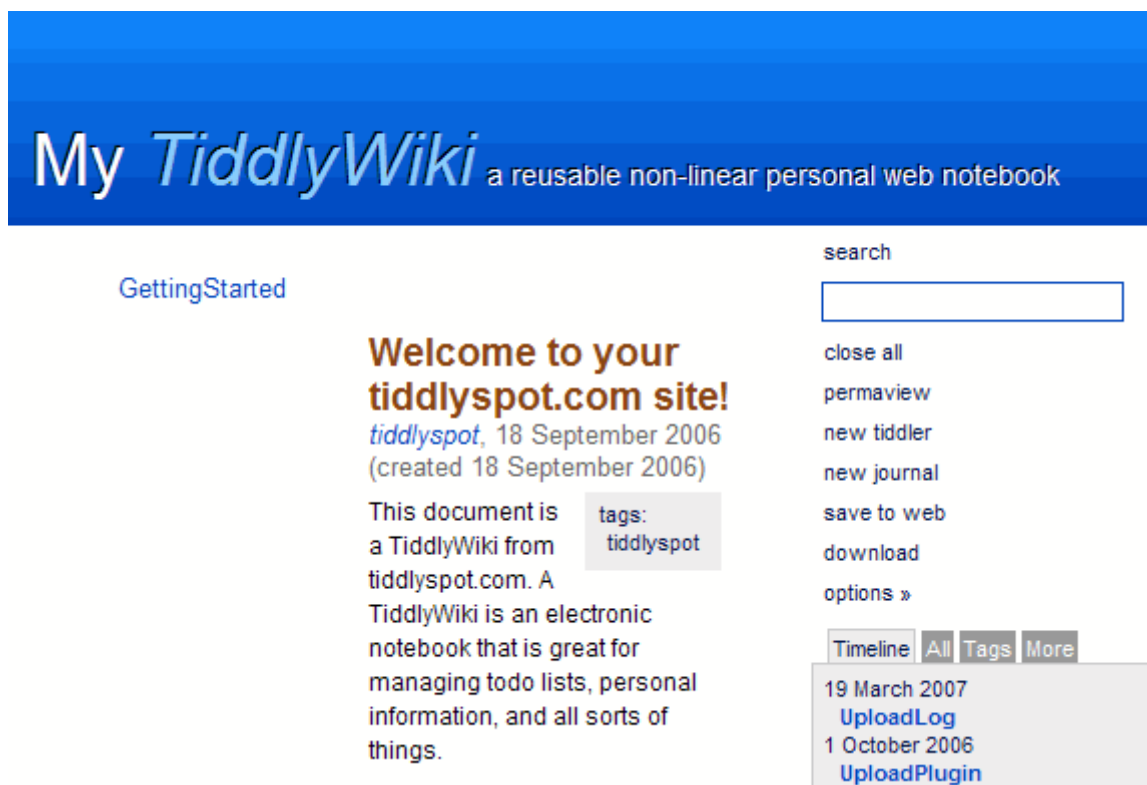 My TiddlyWiki a reusable non-linear personal web notebook
GettingStarted
Welcome to your
tiddlyspot.com site!
tiddlyspot, 18 September 2006
(created 18 September 2006)
This document is
a TiddlyWiki from
tiddlyspot.com. A
TiddlyWiki is an electronic
notebook that is great for
managing todo lists, personal
information, and all sorts of
things.
tags:
tiddlyspot
search
close all
permaview
new tiddler
new journal
save to web
download
options »
Timeline All Tags More
19 March 2007
UploadLog
1 October 2006
UploadPlugin